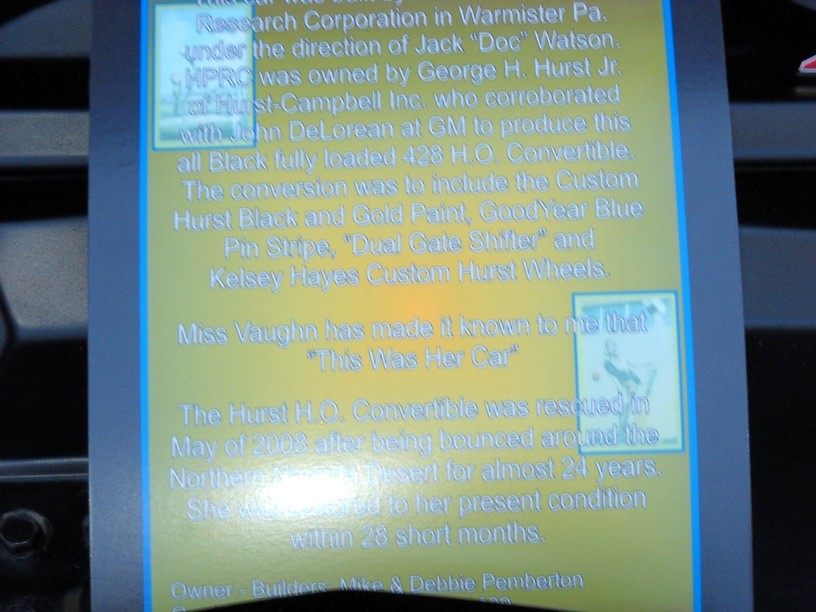 Research Corporation in Warmister Pa.
under the direction of Jack "Doc" Watson.
HPRC was owned by George H. Hurst Jr.
of Hurst-Campbell Inc. who corroborated
with John DeLorean at GM to produce this
all Black fully loaded 428 H.O. Convertible.
The conversion was to include the Custom
Hurst Black and Gold Paint, GoodYear Blue
Pin Stripe, "Dual Gate Shifter" and
Kelsey Hayes Custom Hurst Wheels.
Miss Vaughn has made it known to me that
"This Was Her Car"
The Hurst H.O. Convertible was rescued in
May of 2008 after being bounced around the
Northern Desert for almost 24 years.
She to her present condition
within 28 short months.
Owner - Builders: Mike & Debbie Pemberton